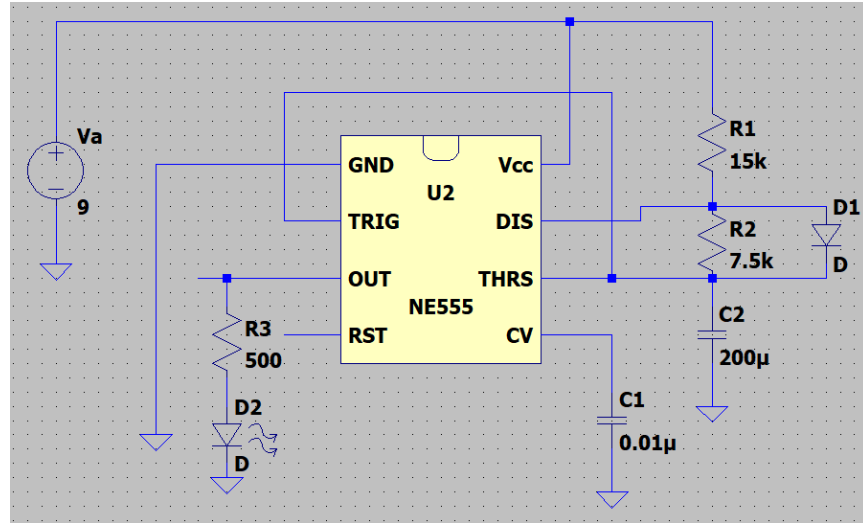 Va
+
−
9
GND
TRIG
OUT
RST
U2
NE555
Vcc
DIS
THRS
CV
R1
15k
R2
7.5k
D1
D
C2
200µ
R3
500
D2
D
C1
0.01µ